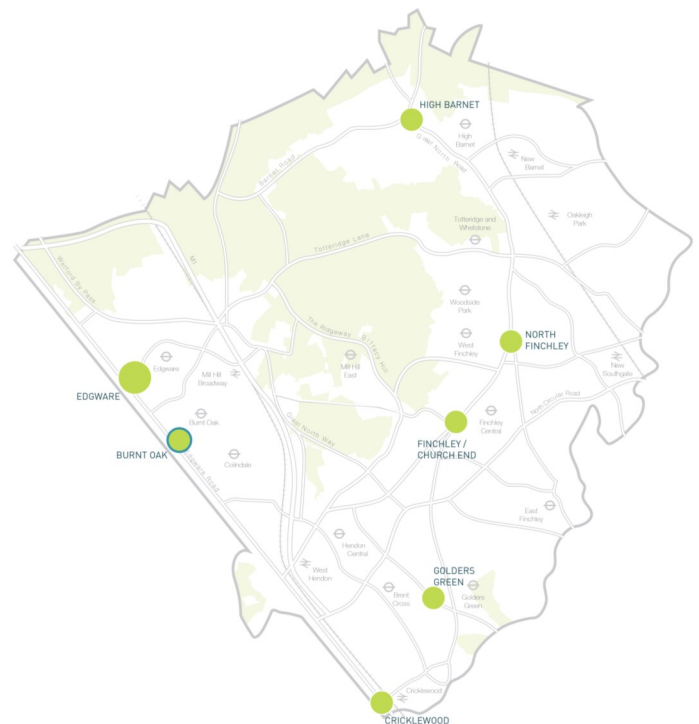 HIGH BARNET
High
Barnet
Great North Road
New
Barnet
Barnet Road
Totteridge and
Whetstone
Oakleigh
Park
Totteridge Lane
Watford By Pass
M1
Woodside
Park
The Ridgeway
Bittacy Hill
West
Finchley
NORTH
FINCHLEY
Edgware
Mill Hill
Broadway
Mill Hill
East
New
Southgate
EDGWARE
North Circular Road
Burnt Oak
Great North Way
Finchley
Central
BURNT OAK
Colindale
FINCHLEY /
CHURCH END
Edgware Road
East
Finchley
Hendon
Central
West
Hendon
GOLDERS
GREEN
Brent
Cross
Golders
Green
Cricklewood
CRICKLEWOOD